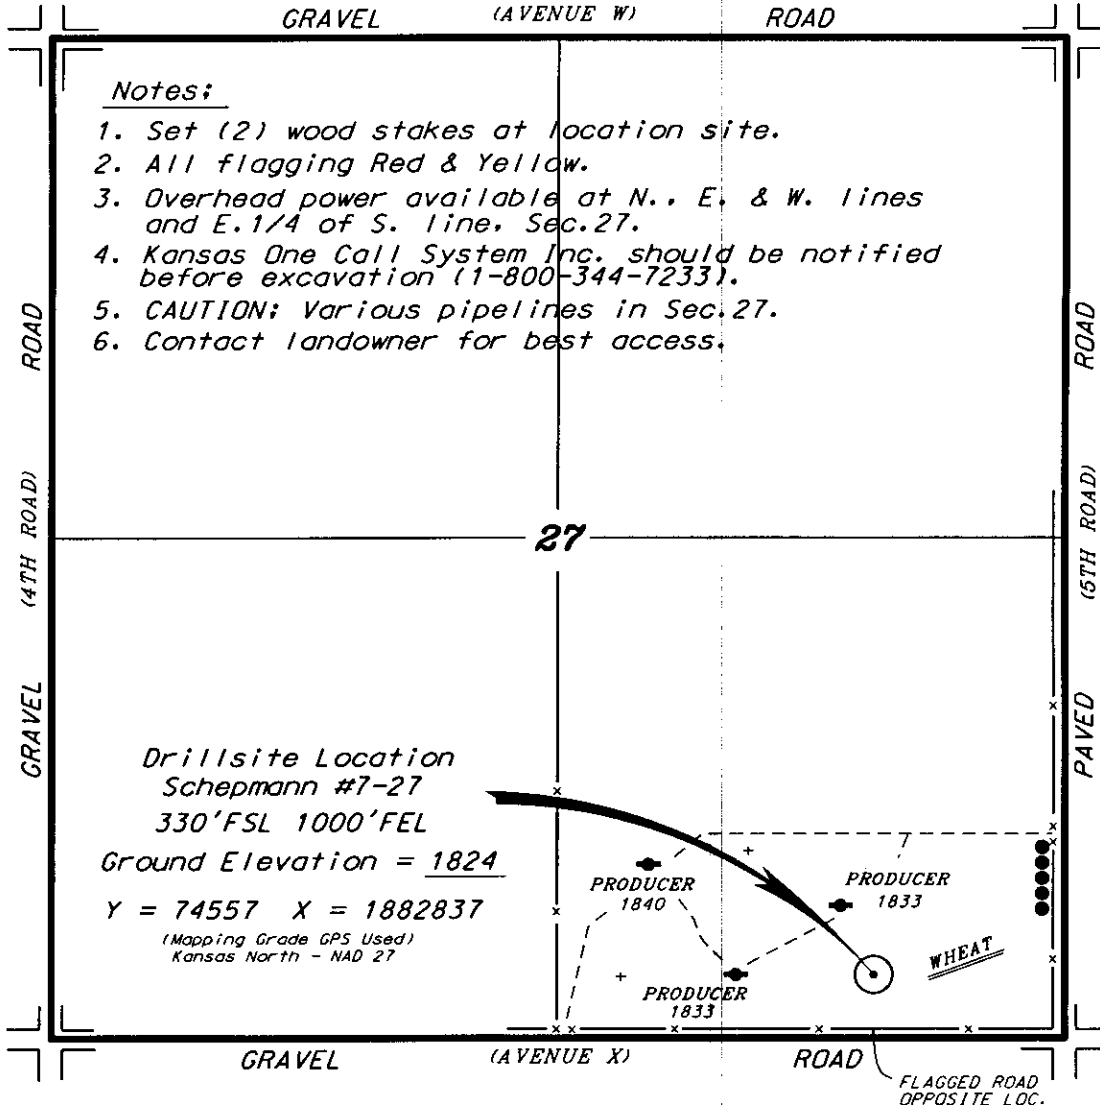 GRAVEL (AVENUE W) ROAD
Notes:
1. Set (2) wood stakes at location site.
2. All flagging Red & Yellow.
3. Overhead power available at N., E. & W. lines
and E.1/4 of S. line, Sec.27.
4. Kansas One Call System Inc. should be notified
before excavation (1-800-344-7233).
5. CAUTION: Various pipelines in Sec.27.
6. Contact landowner for best access.
GRAVEL (4TH ROAD) ROAD
PAVED (5TH ROAD) ROAD
27
Drillsite Location
Schepmann #7-27
330'FSL 1000'FEL
Ground Elevation = 1824
Y = 74557 X = 1882837
(Mapping Grade GPS Used)
Kansas North - NAD 27
PRODUCER
1840
PRODUCER
1833
PRODUCER
1833
WHEAT
GRAVEL (AVENUE X) ROAD
FLAGGED ROAD
OPPOSITE LOC.